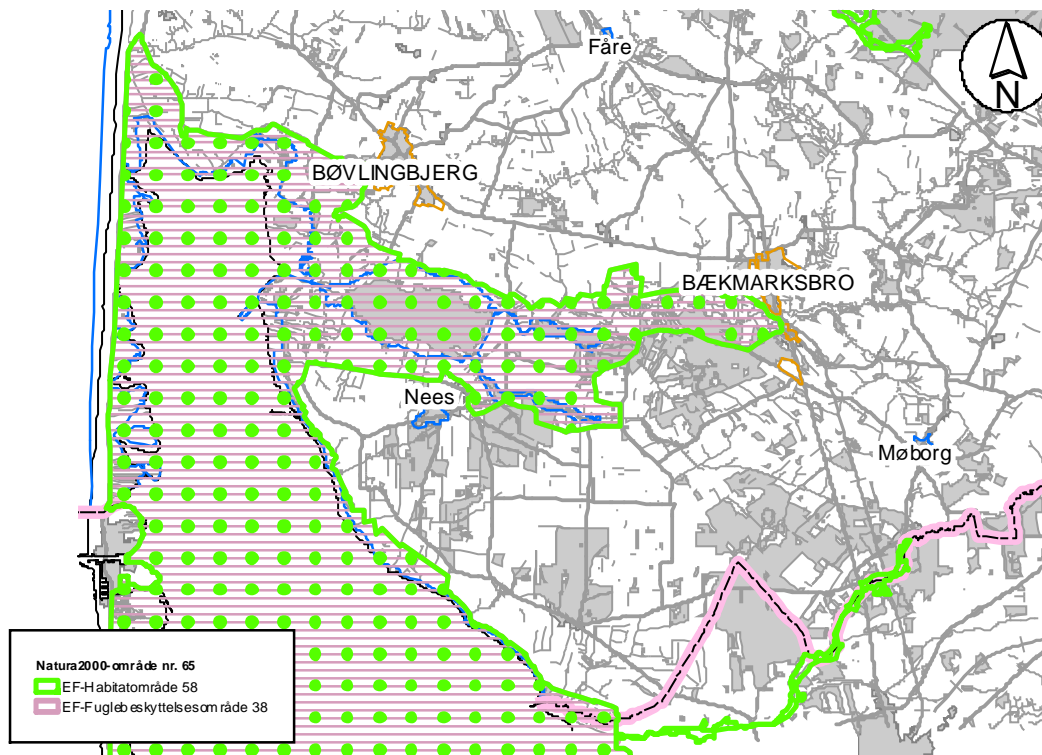 Fåre
N
BØVLINGBJERG
BÆKMARKSBRO
Nees
Møborg
Natura2000-område nr. 65
EF-Habitatområde 58
EF-Fuglebeskyttelsesområde 38